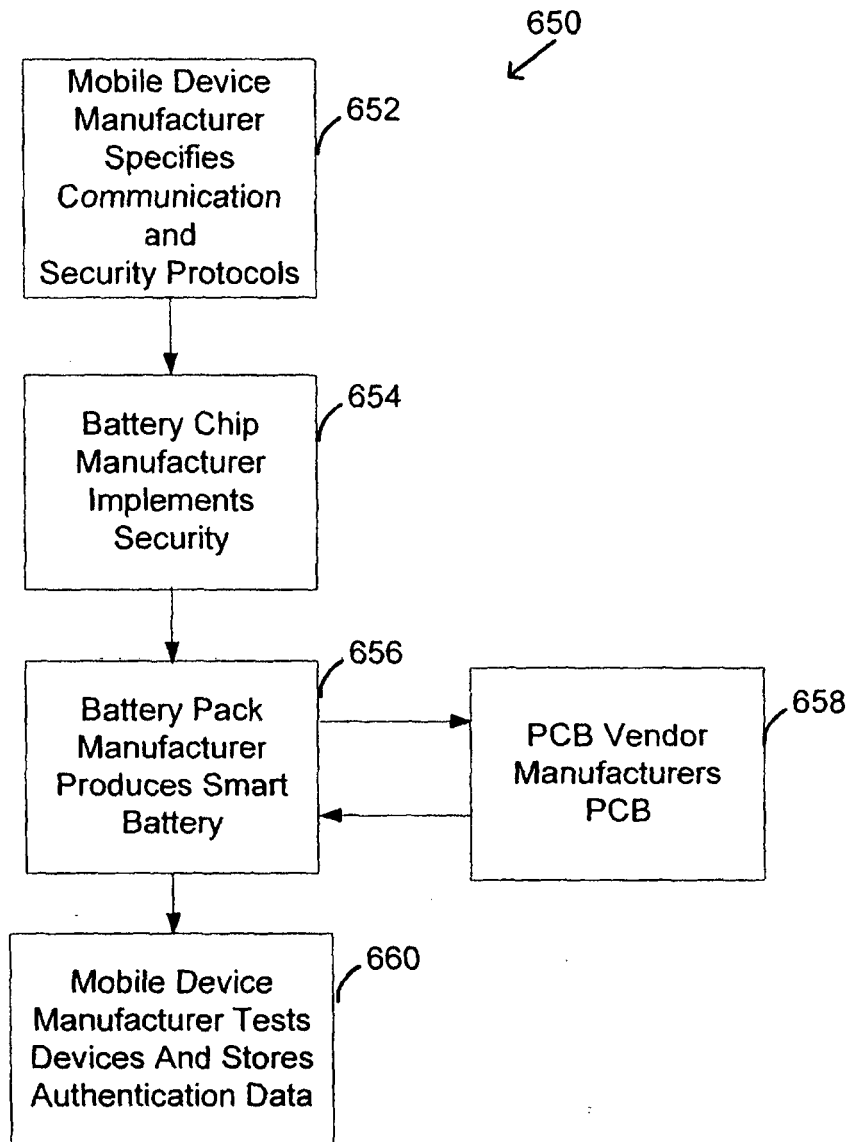 650
Mobile Device
Manufacturer
Specifies
Communication
and
Security Protocols
652
Battery Chip
Manufacturer
Implements
Security
654
Battery Pack
Manufacturer
Produces Smart
Battery
656
PCB Vendor
Manufacturers
PCB
658
Mobile Device
Manufacturer Tests
Devices And Stores
Authentication Data
660